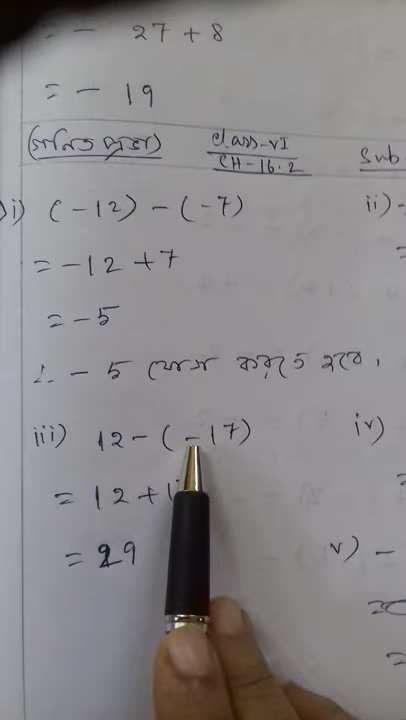 = - 27 + 8
= - 19
(গনিত প্রভা) Class-VI Sub
CH-16.2
i) (-12) - (-7) ii) -
= -12 + 7 =
= -5
∴ - 5 যোগ করতে হবে।
iii) 12 - (-17) iv)
= 12 + 1 =
= 29 v) -
=